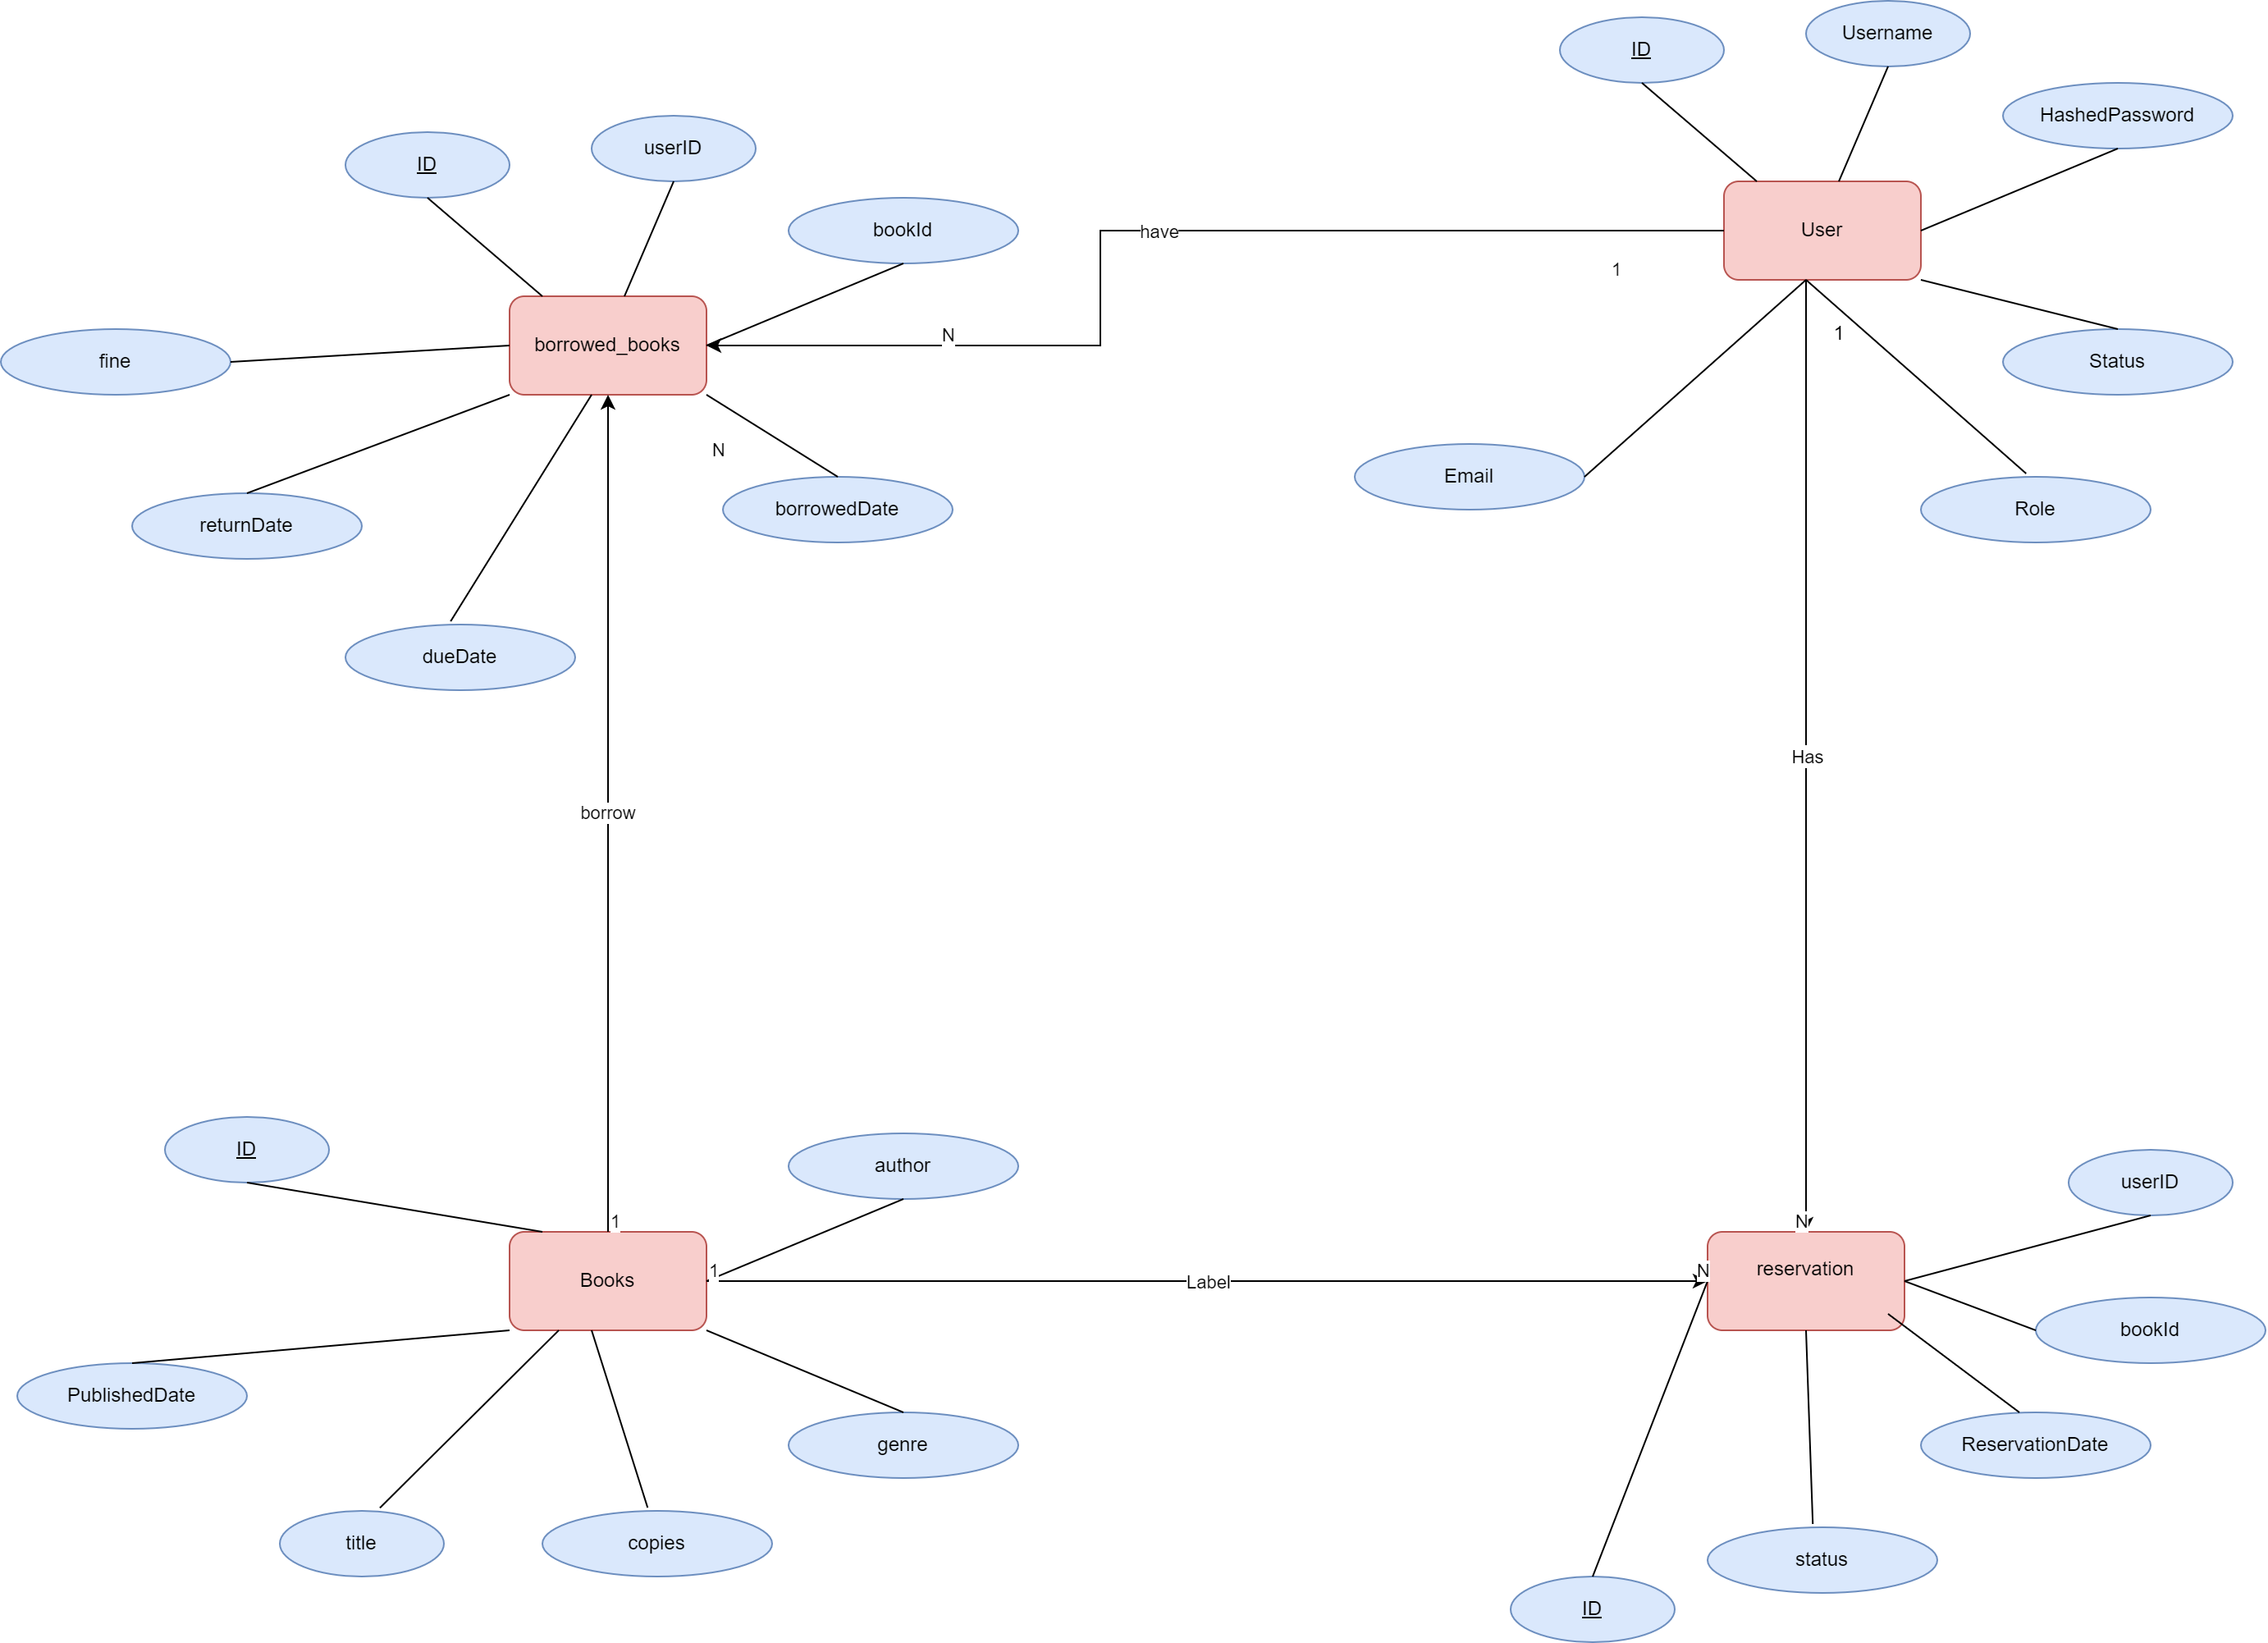 Username
ID
HashedPassword
userID
ID
bookId
have
User
1
N
1
borrowed_books
fine
Status
N
Email
borrowedDate
Role
returnDate
dueDate
Has
borrow
ID
author
userID
1
N
1
Label
N
reservation
Books
bookId
PublishedDate
genre
ReservationDate
title
copies
status
ID